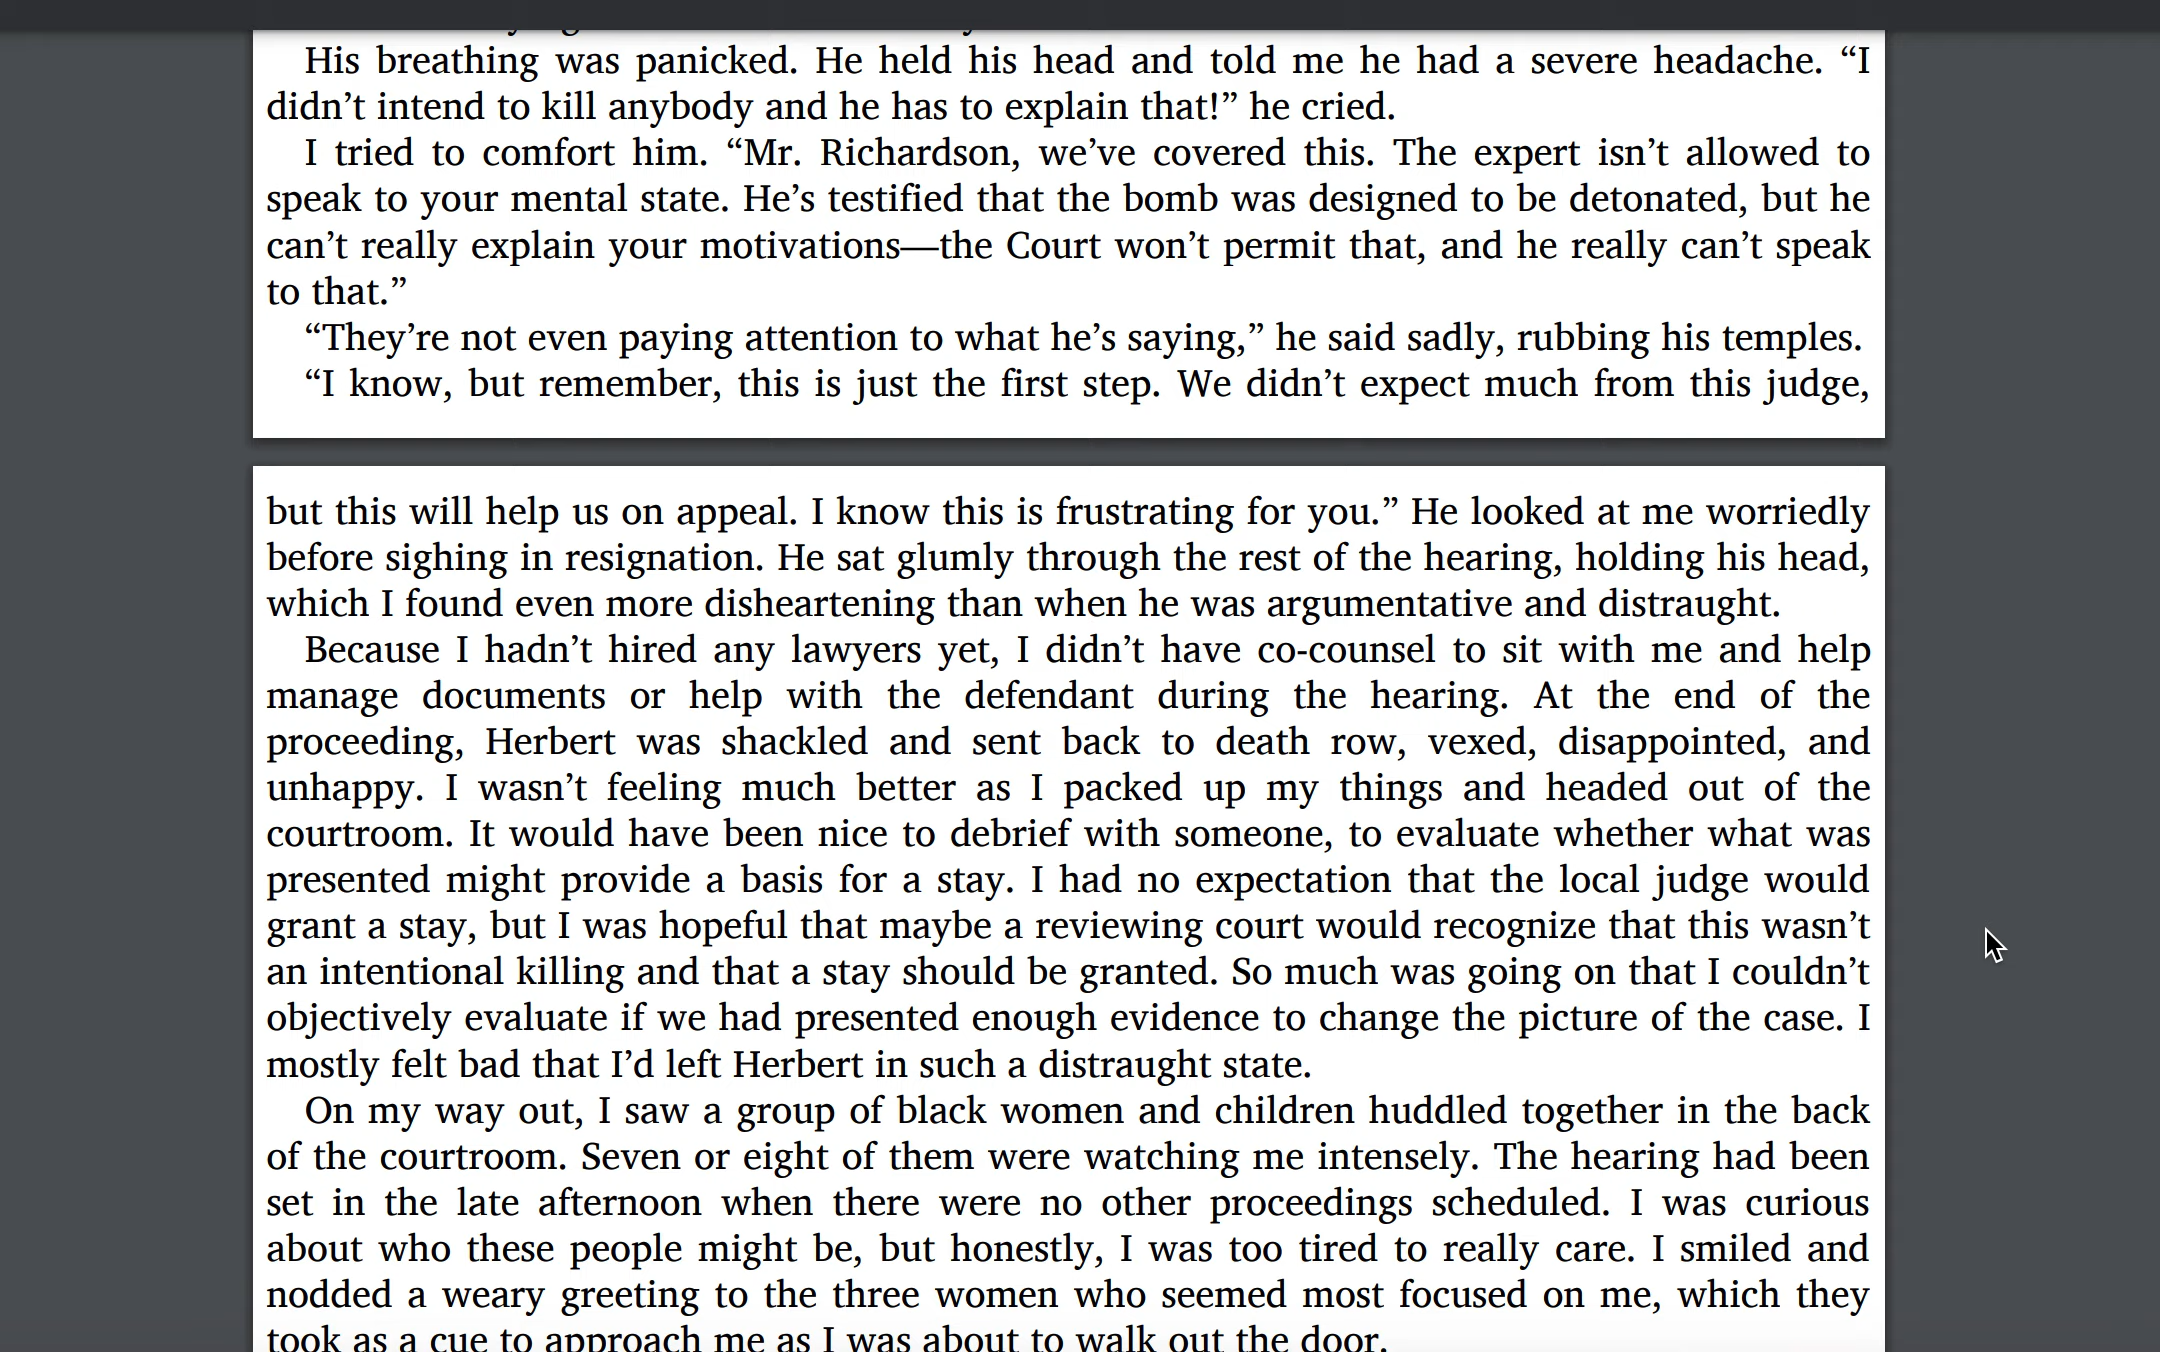 His breathing was panicked. He held his head and told me he had a severe headache. “I
didn’t intend to kill anybody and he has to explain that!” he cried.
I tried to comfort him. “Mr. Richardson, we’ve covered this. The expert isn’t allowed to
speak to your mental state. He’s testified that the bomb was designed to be detonated, but he
can’t really explain your motivations—the Court won’t permit that, and he really can’t speak
to that.”
“They’re not even paying attention to what he’s saying,” he said sadly, rubbing his temples.
“I know, but remember, this is just the first step. We didn’t expect much from this judge,
but this will help us on appeal. I know this is frustrating for you.” He looked at me worriedly
before sighing in resignation. He sat glumly through the rest of the hearing, holding his head,
which I found even more disheartening than when he was argumentative and distraught.
Because I hadn’t hired any lawyers yet, I didn’t have co-counsel to sit with me and help
manage documents or help with the defendant during the hearing. At the end of the
proceeding, Herbert was shackled and sent back to death row, vexed, disappointed, and
unhappy. I wasn’t feeling much better as I packed up my things and headed out of the
courtroom. It would have been nice to debrief with someone, to evaluate whether what was
presented might provide a basis for a stay. I had no expectation that the local judge would
grant a stay, but I was hopeful that maybe a reviewing court would recognize that this wasn’t
an intentional killing and that a stay should be granted. So much was going on that I couldn’t
objectively evaluate if we had presented enough evidence to change the picture of the case. I
mostly felt bad that I’d left Herbert in such a distraught state.
On my way out, I saw a group of black women and children huddled together in the back
of the courtroom. Seven or eight of them were watching me intensely. The hearing had been
set in the late afternoon when there were no other proceedings scheduled. I was curious
about who these people might be, but honestly, I was too tired to really care. I smiled and
nodded a weary greeting to the three women who seemed most focused on me, which they
took as a cue to approach me as I was about to walk out the door.